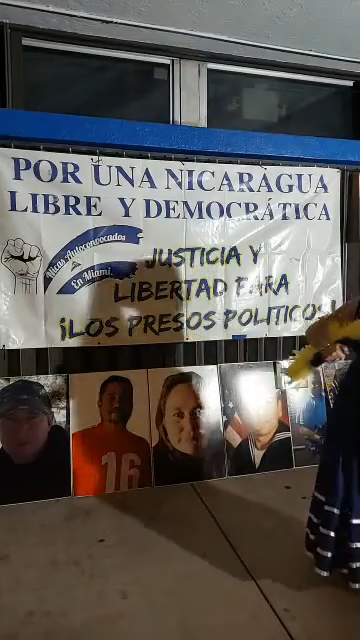 POR UNA NICARAGUA
LIBRE Y DEMOCRÁTICA
Nicas Autoconvocados
En Miami.
JUSTICIA Y
LIBERTAD PARA
¡LOS PRESOS POLITICOS!
16